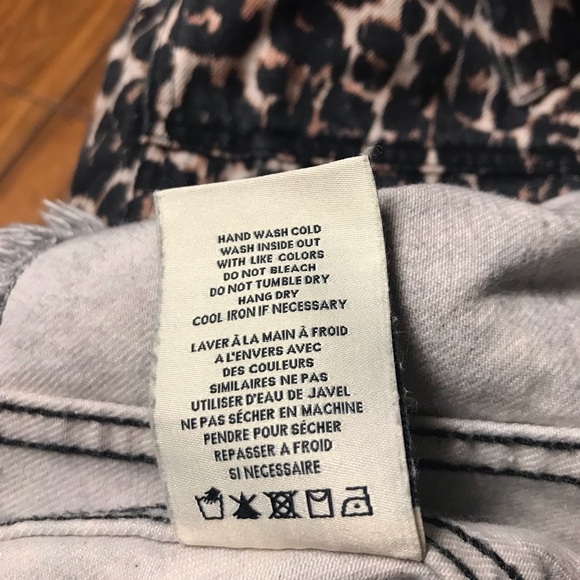 HAND WASH COLD
WASH INSIDE OUT
WITH LIKE COLORS
DO NOT BLEACH
DO NOT TUMBLE DRY
HANG DRY
COOL IRON IF NECESSARY
LAVER À LA MAIN À FROID
A L'ENVERS AVEC
DES COULEURS
SIMILAIRES NE PAS
UTILISER D'EAU DE JAVEL
NE PAS SÉCHER EN MACHINE
PENDRE POUR SÉCHER
REPASSER A FROID
SI NECESSAIRE